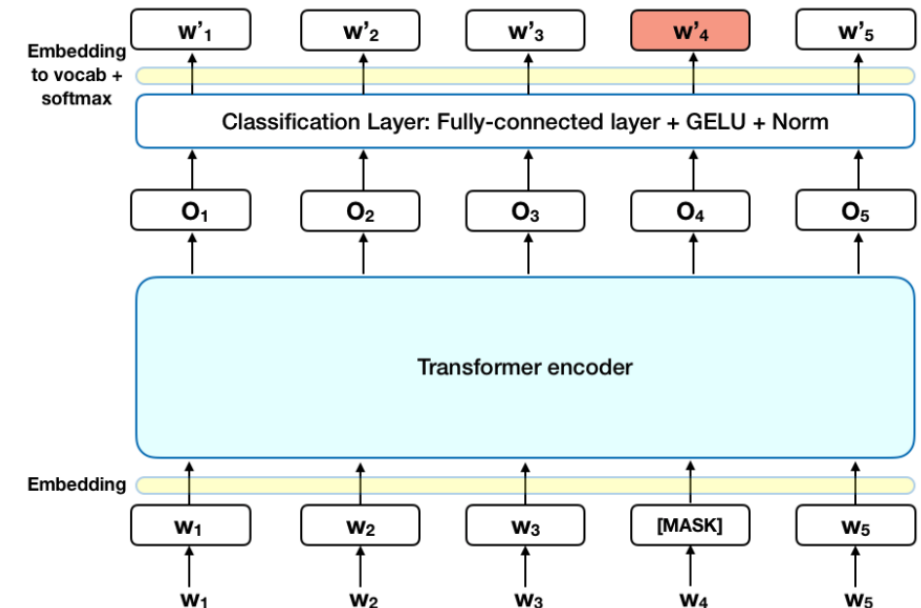 w’1 w’2 w’3 w’4 w’5
Embedding
to vocab +
softmax
Classification Layer: Fully-connected layer + GELU + Norm
O1 O2 O3 O4 O5
Transformer encoder
Embedding
W1 W2 W3 [MASK] W5
W1 W2 W3 W4 W5